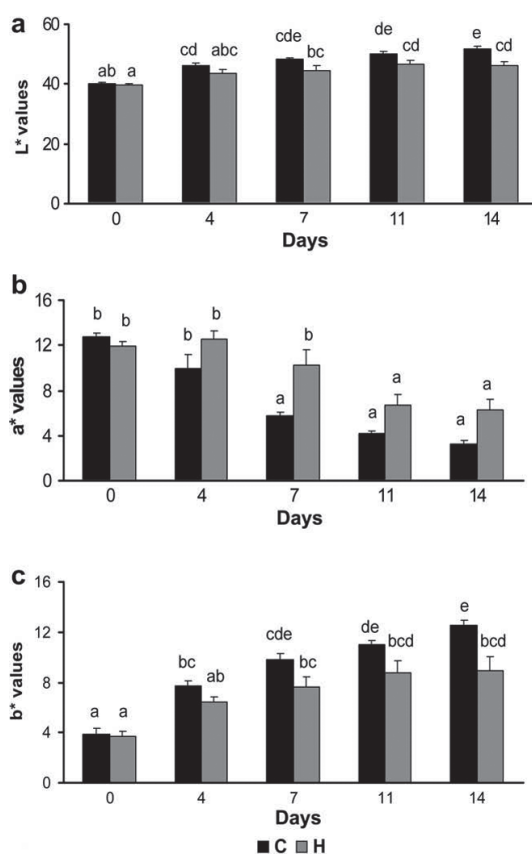 a
60
40
20
0
L* values
ab a cd abc cde bc de cd e cd
0 4 7 11 14
Days
b
16
12
8
4
0
a* values
b b b b a b a a a a
0 4 7 11 14
Days
c
16
12
8
4
0
b* values
a a bc ab cde bc de bcd e bcd
0 4 7 11 14
Days
C H